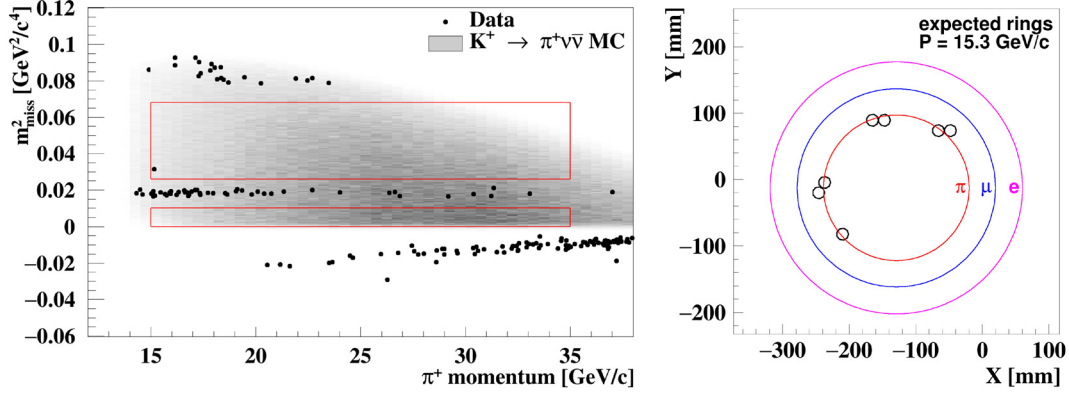 Data
K⁺ → π⁺νν̄ MC
m²miss [GeV²/c⁴]
0.12
0.1
0.08
0.06
0.04
0.02
0
−0.02
−0.04
−0.06
15
20
25
30
35
π⁺ momentum [GeV/c]
expected rings
P = 15.3 GeV/c
Y [mm]
200
100
0
−100
−200
π μ e
−300 −200 −100 0 100
X [mm]